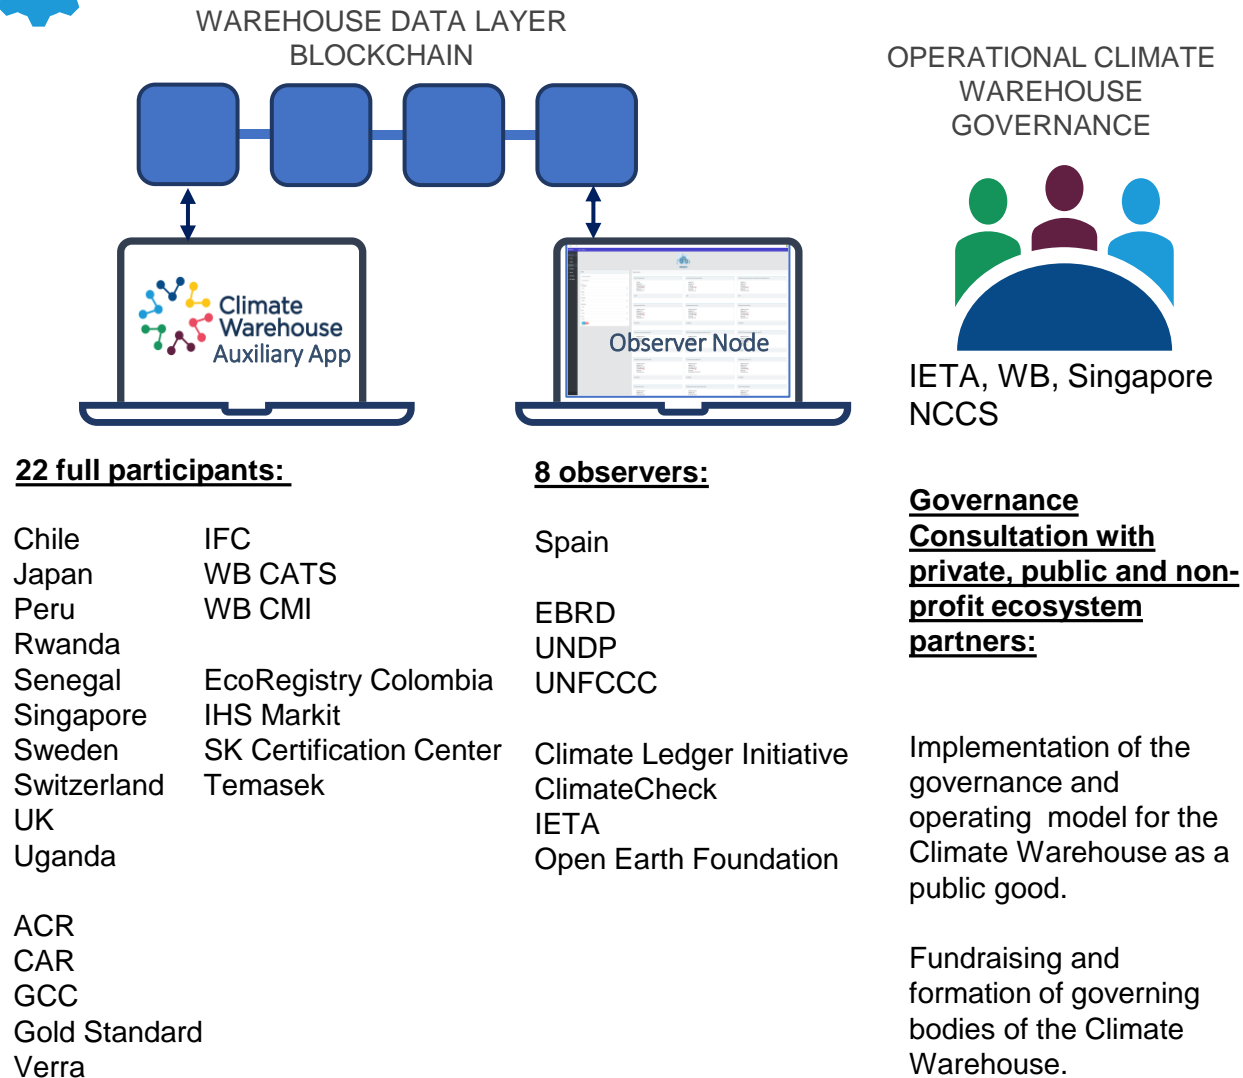 WAREHOUSE DATA LAYER
BLOCKCHAIN
Climate
Warehouse
Auxiliary App
Observer Node
22 full participants:
Chile
Japan
Peru
Rwanda
Senegal
Singapore
Sweden
Switzerland
UK
Uganda
ACR
CAR
GCC
Gold Standard
Verra
IFC
WB CATS
WB CMI
EcoRegistry Colombia
IHS Markit
SK Certification Center
Temasek
8 observers:
Spain
EBRD
UNDP
UNFCCC
Climate Ledger Initiative
ClimateCheck
IETA
Open Earth Foundation
OPERATIONAL CLIMATE
WAREHOUSE
GOVERNANCE
IETA, WB, Singapore
NCCS
Governance
Consultation with
private, public and non-
profit ecosystem
partners:
Implementation of the
governance and
operating  model for the
Climate Warehouse as a
public good.
Fundraising and
formation of governing
bodies of the Climate
Warehouse.